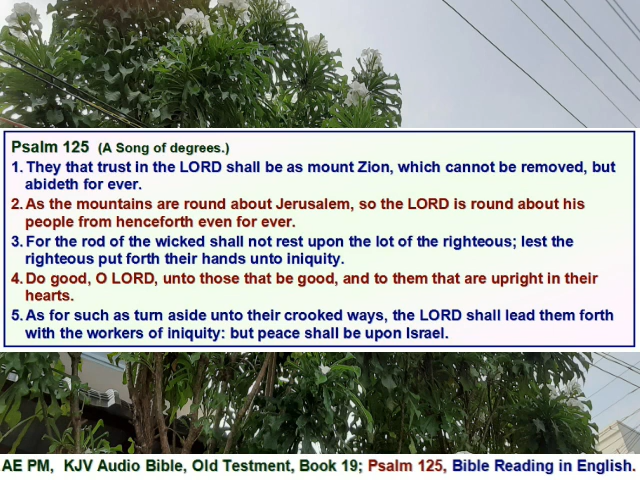 Psalm 125 (A Song of degrees.)
1. They that trust in the LORD shall be as mount Zion, which cannot be removed, but
abideth for ever.
2. As the mountains are round about Jerusalem, so the LORD is round about his
people from henceforth even for ever.
3. For the rod of the wicked shall not rest upon the lot of the righteous; lest the
righteous put forth their hands unto iniquity.
4. Do good, O LORD, unto those that be good, and to them that are upright in their
hearts.
5. As for such as turn aside unto their crooked ways, the LORD shall lead them forth
with the workers of iniquity: but peace shall be upon Israel.
AE PM, KJV Audio Bible, Old Testment, Book 19; Psalm 125, Bible Reading in English.